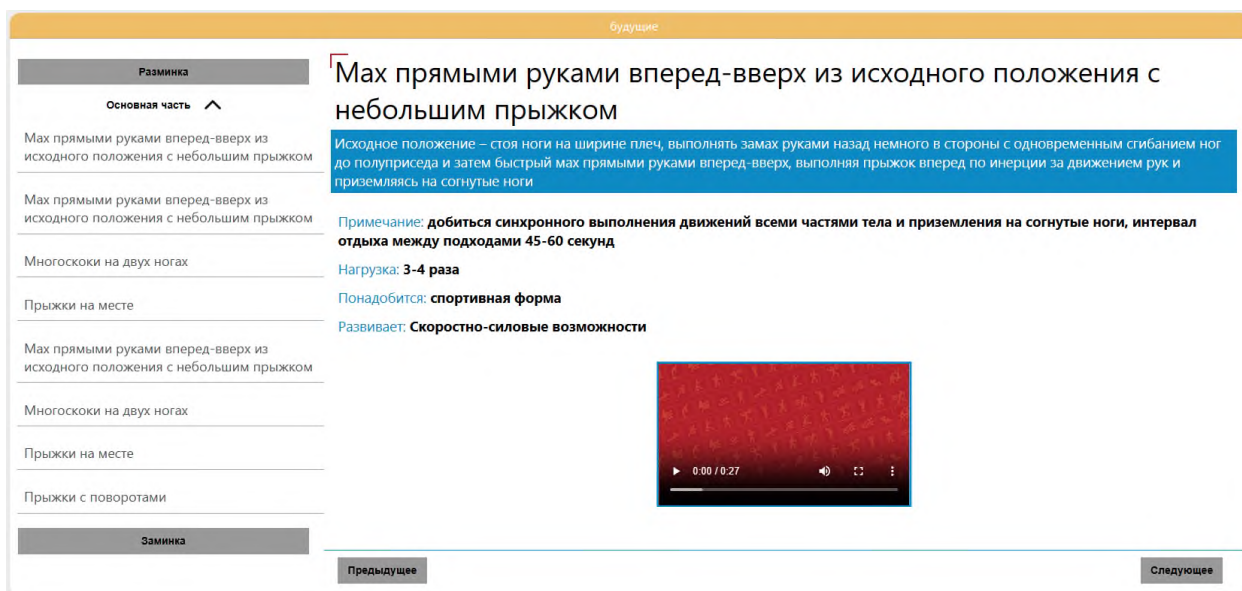 будущие
Разминка
Основная часть
Мах прямыми руками вперед-вверх из
исходного положения с небольшим прыжком
Мах прямыми руками вперед-вверх из
исходного положения с небольшим прыжком
Многоскоки на двух ногах
Прыжки на месте
Мах прямыми руками вперед-вверх из
исходного положения с небольшим прыжком
Многоскоки на двух ногах
Прыжки на месте
Прыжки с поворотами
Заминка
Мах прямыми руками вперед-вверх из исходного положения с
небольшим прыжком
Исходное положение – стоя ноги на ширине плеч, выполнять замах руками назад немного в стороны с одновременным сгибанием ног
до полуприседа и затем быстрый мах прямыми руками вперед-вверх, выполняя прыжок вперед по инерции за движением рук и
приземляясь на согнутые ноги
Примечание: добиться синхронного выполнения движений всеми частями тела и приземления на согнутые ноги, интервал
отдыха между подходами 45-60 секунд
Нагрузка: 3-4 раза
Понадобится: спортивная форма
Развивает: Скоростно-силовые возможности
0:00 / 0:27
Предыдущее
Следующее